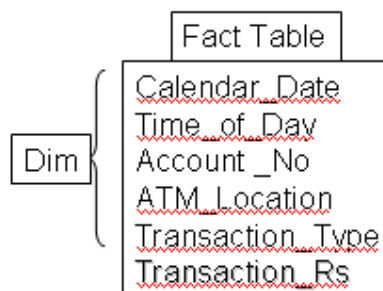 Fact Table
Calendar_Date
Time_of_Day
Dim
Account _No
ATM_Location
Transaction_Type
Transaction_Rs